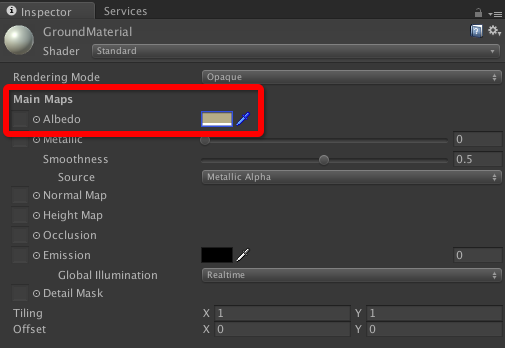 Inspector Services
GroundMaterial
Shader Standard
Rendering Mode Opaque
Main Maps
Albedo
Metallic 0
Smoothness 0.5
Source Metallic Alpha
Normal Map
Height Map
Occlusion
Emission 0
Global Illumination Realtime
Detail Mask
Tiling X 1 Y 1
Offset X 0 Y 0